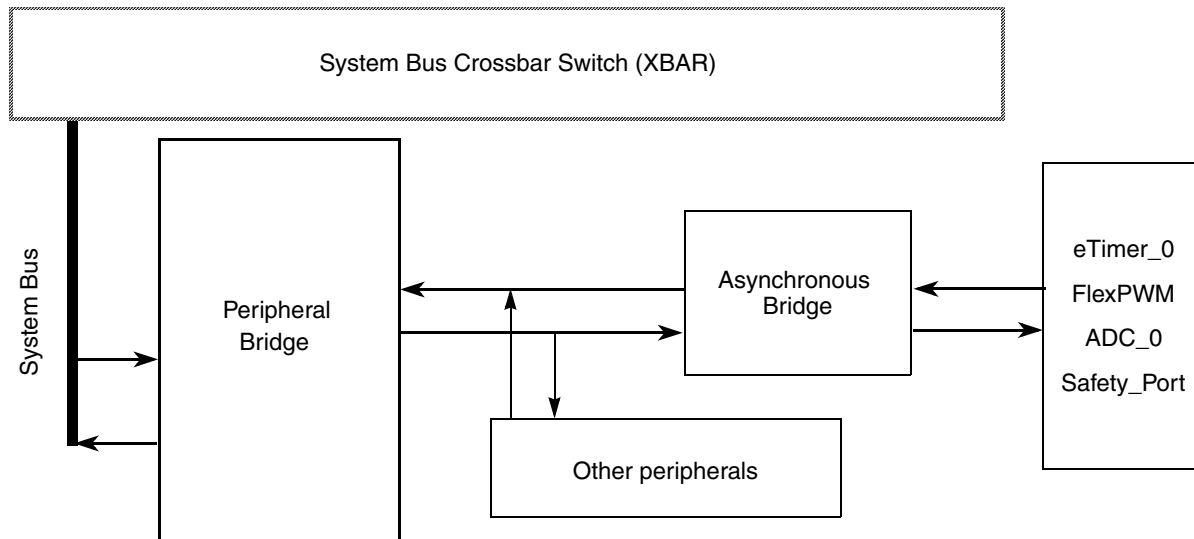 System Bus Crossbar Switch (XBAR)
System Bus
Peripheral
Bridge
Asynchronous
Bridge
eTimer_0
FlexPWM
ADC_0
Safety_Port
Other peripherals